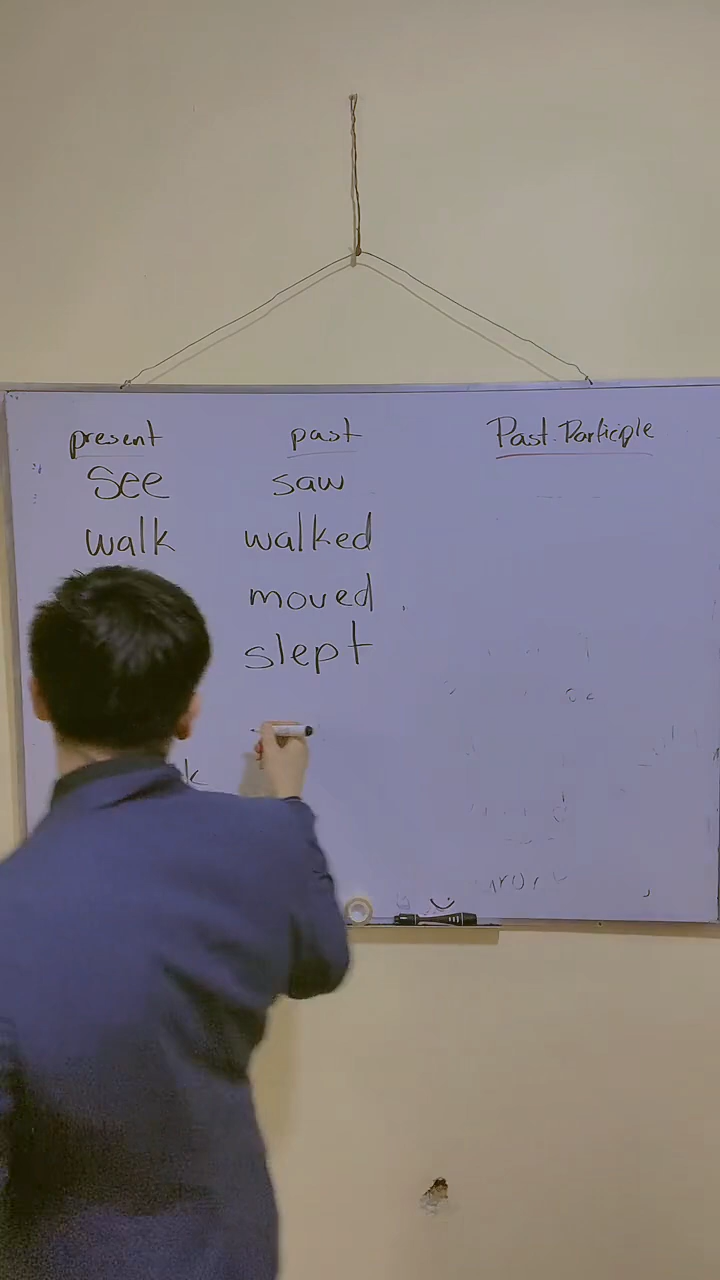 present past Past Participle
see saw
walk walked
moved
slept
k